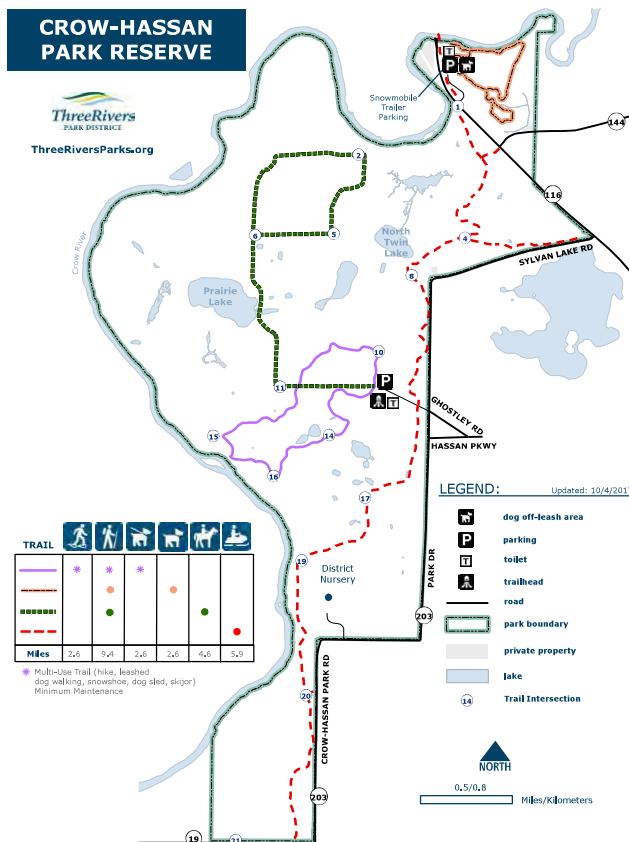 CROW-HASSAN
PARK RESERVE
ThreeRivers
PARK DISTRICT
ThreeRiversParks.org
T
P
Snowmobile
Trailer
Parking
1
144
2
116
6
5
North
Twin
Lake
4
SYLVAN LAKE RD
8
Crow River
Prairie
Lake
10
11
P
T
GHOSTLEY RD
HASSAN PKWY
15
14
16
17
19
District
Nursery
PARK DR
203
20
CROW-HASSAN PARK RD
203
19
21
LEGEND:
Updated: 10/4/2017
dog off-leash area
P
parking
T
toilet
trailhead
road
park boundary
private property
lake
14
Trail Intersection
NORTH
0.5/0.8
Miles/Kilometers
TRAIL
Miles 2.6 9.4 2.6 2.6 4.6 5.9
Multi-Use Trail (hike, leashed
dog walking, snowshoe, dog sled, skijor)
Minimum Maintenance